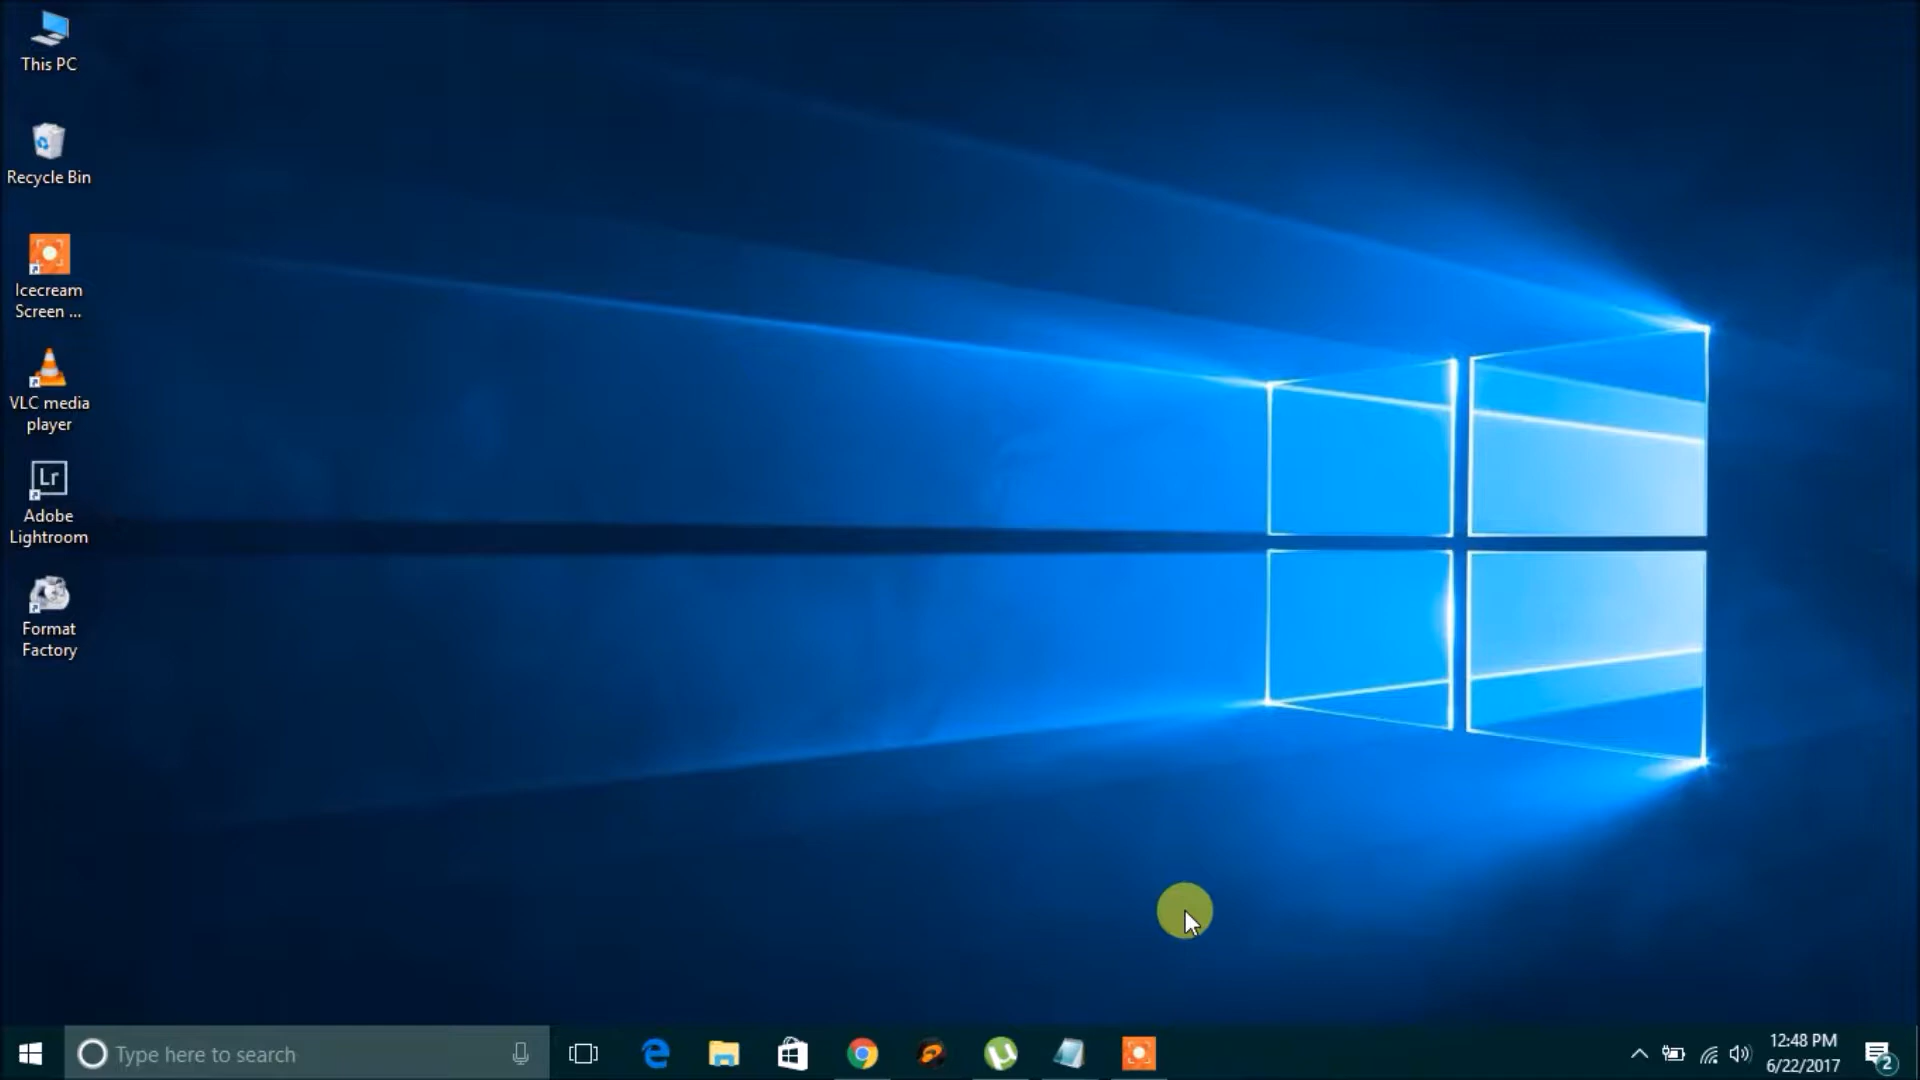 This PC
Recycle Bin
Icecream
Screen ...
VLC media
player
Lr
Adobe
Lightroom
Format
Factory
Type here to search
12:48 PM
6/22/2017
2